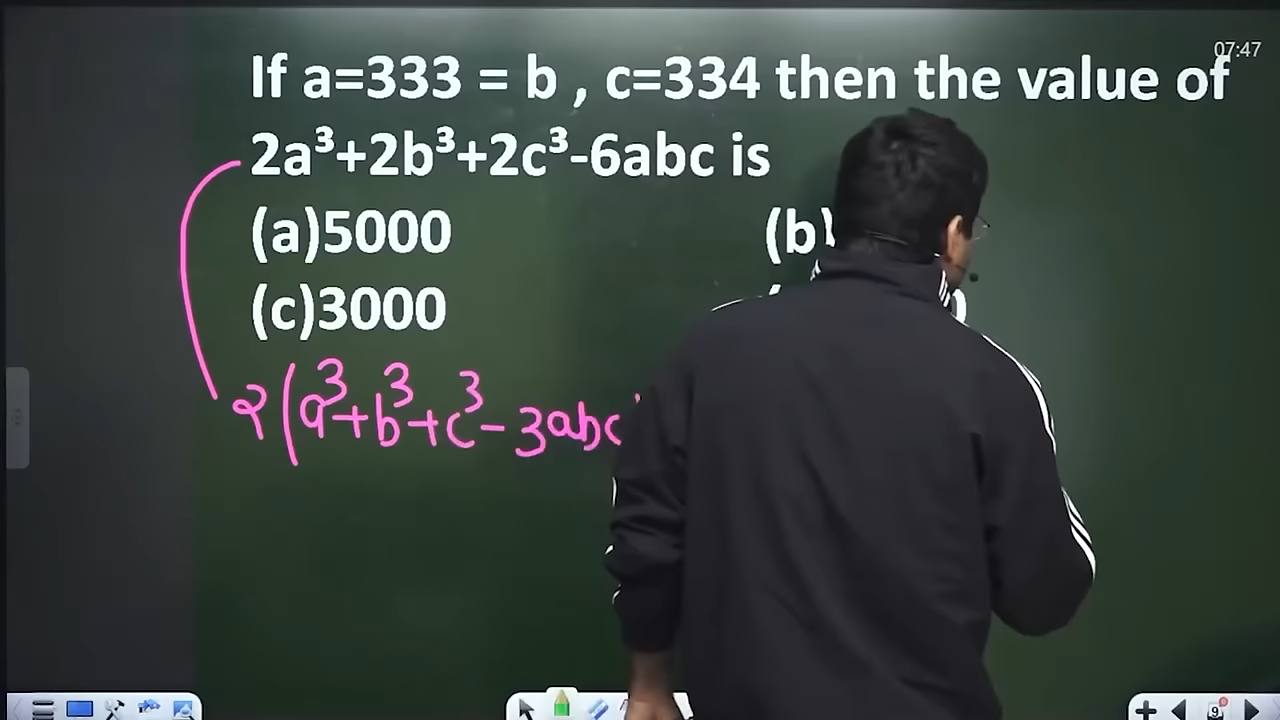 07:47
If a=333 = b , c=334 then the value of
2a³+2b³+2c³-6abc is
(a)5000 (b)
(c)3000
2(a³+b³+c³-3abc